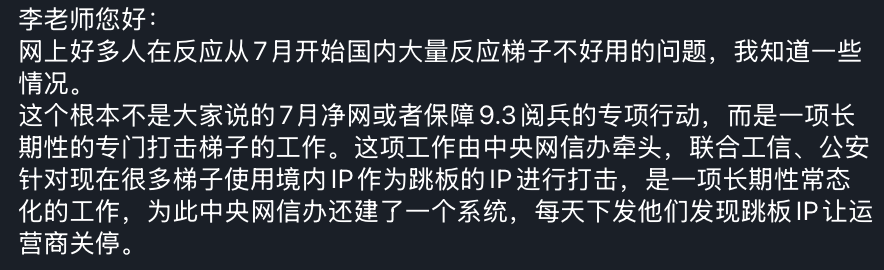 李老师您好：
网上好多人在反应从7月开始国内大量反应梯子不好用的问题，我知道一些
情况。
这个根本不是大家说的7月净网或者保障9.3阅兵的专项行动，而是一项长
期性的专门打击梯子的工作。这项工作由中央网信办牵头，联合工信、公安
针对现在很多梯子使用境内IP作为跳板的IP进行打击，是一项长期性常态
化的工作，为此中央网信办还建了一个系统，每天下发他们发现跳板IP让运
营商关停。